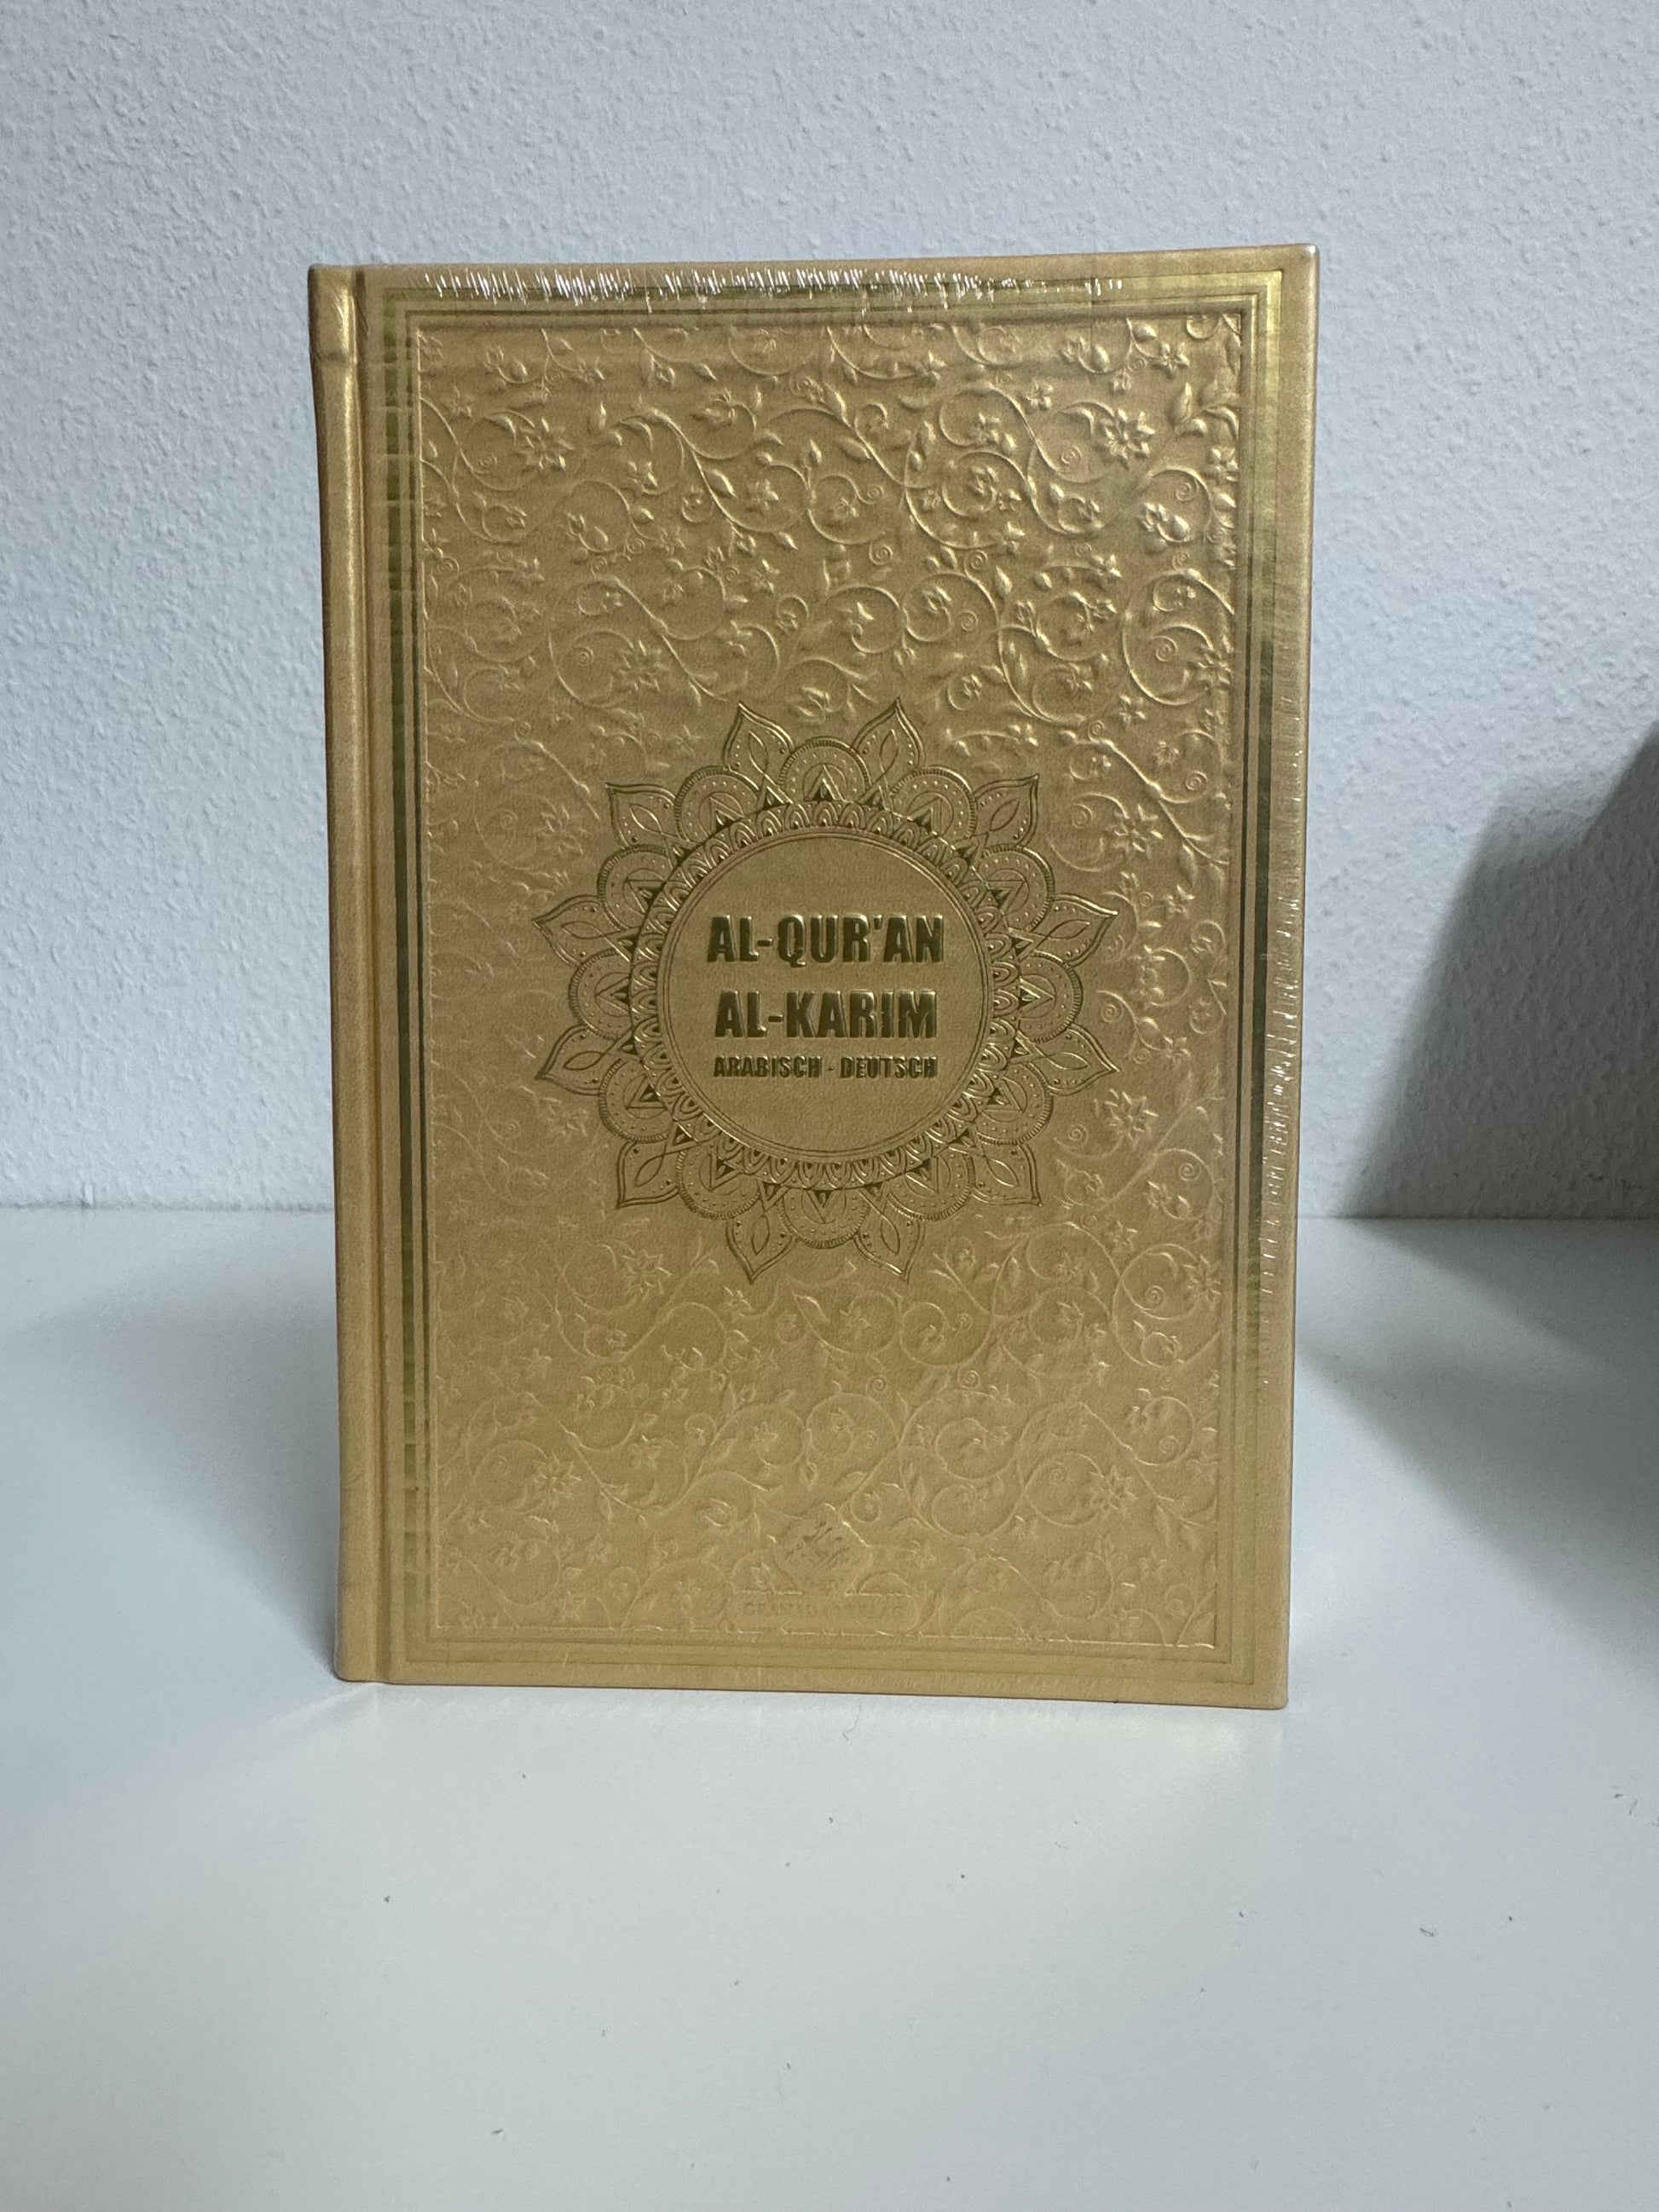 AL-QUR'AN
AL-KARIM
ARABISCH - DEUTSCH